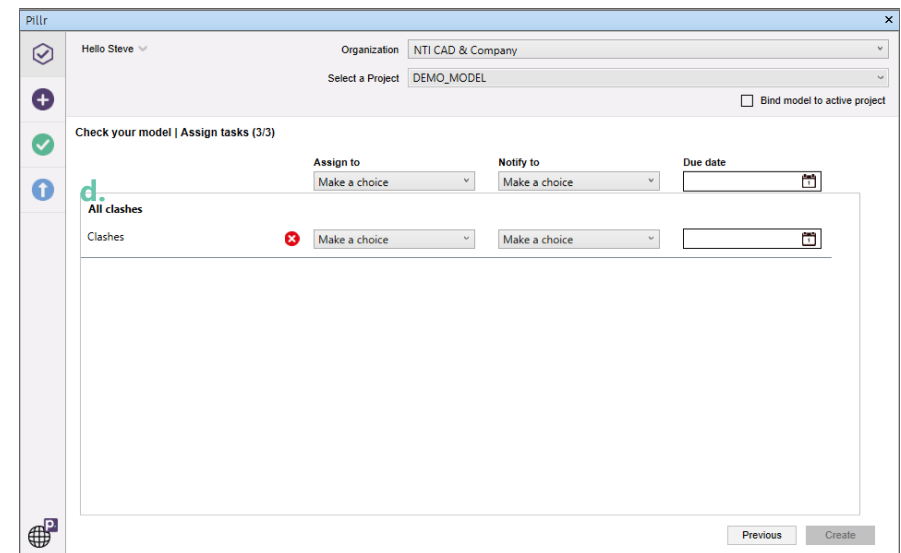 Pillr
Hello Steve
Organization NTI CAD & Company
Select a Project DEMO_MODEL
Bind model to active project
Check your model | Assign tasks (3/3)
Assign to Notify to Due date
Make a choice Make a choice
d.
All clashes
Clashes Make a choice Make a choice
P
Previous Create